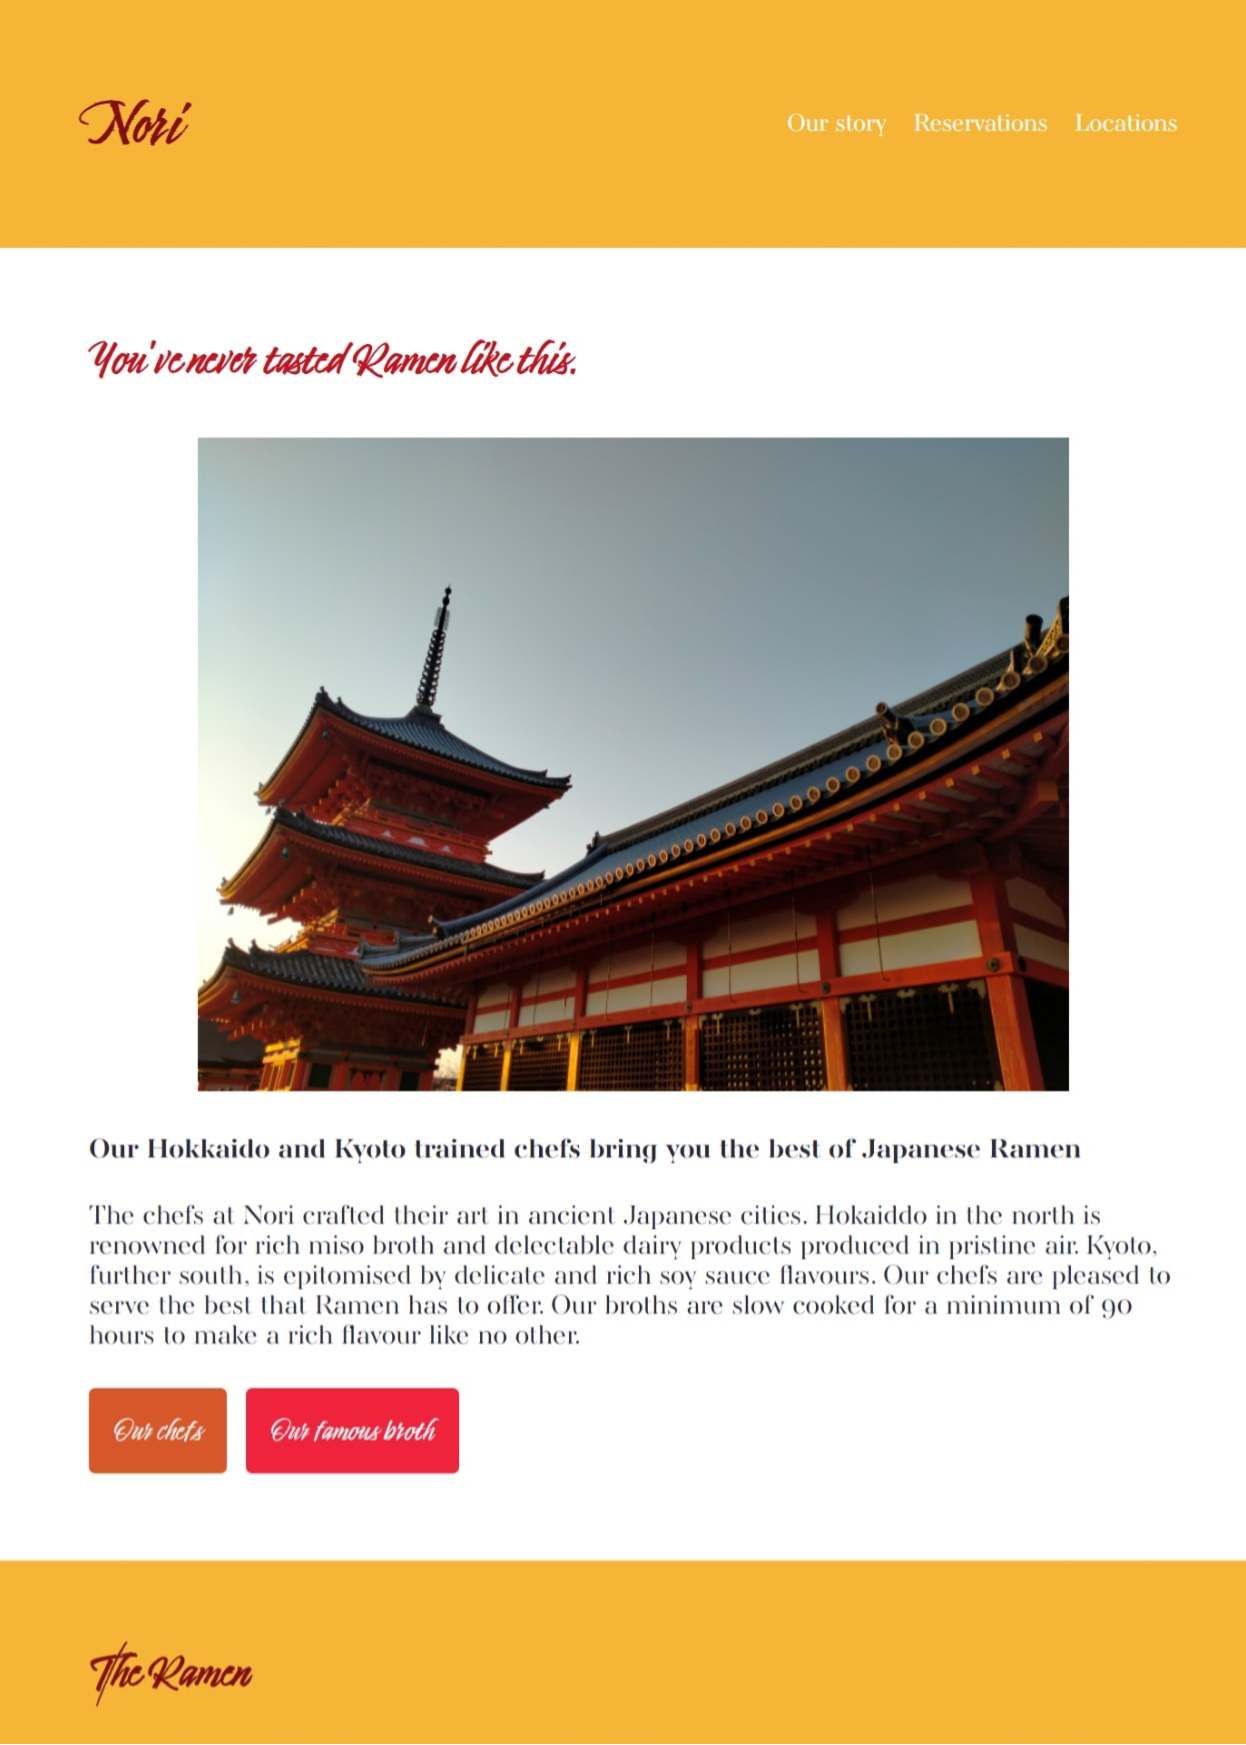 Nori
Our story Reservations Locations
You've never tasted Ramen like this.
Our Hokkaido and Kyoto trained chefs bring you the best of Japanese Ramen
The chefs at Nori crafted their art in ancient Japanese cities. Hokaiddo in the north is
renowned for rich miso broth and delectable dairy products produced in pristine air. Kyoto,
further south, is epitomised by delicate and rich soy sauce flavours. Our chefs are pleased to
serve the best that Ramen has to offer. Our broths are slow cooked for a minimum of 90
hours to make a rich flavour like no other.
Our chefs Our famous broth
The Ramen